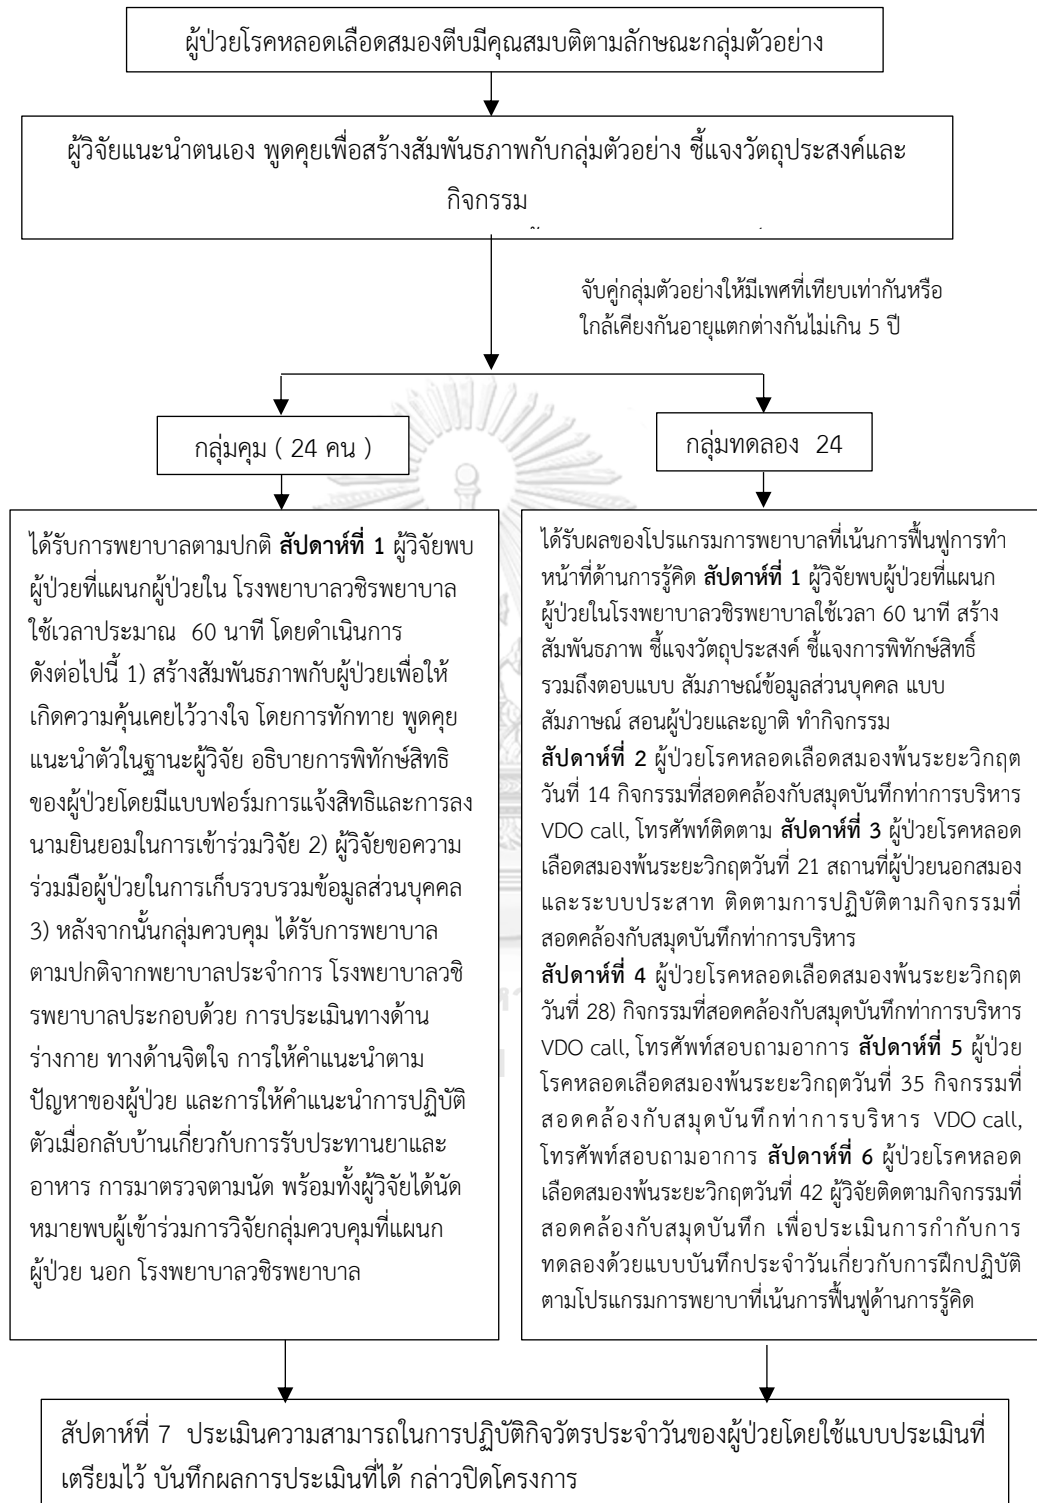 ผู้ป่วยโรคหลอดเลือดสมองตีบมีคุณสมบติตามลักษณะกลุ่มตัวอย่าง
ผู้วิจัยแนะนำตนเอง พูดคุยเพื่อสร้างสัมพันธภาพกับกลุ่มตัวอย่าง ชี้แจงวัตถุประสงค์และ
กิจกรรม
จับคู่กลุ่มตัวอย่างให้มีเพศที่เทียบเท่ากันหรือ
ใกล้เคียงกันอายุแตกต่างกันไม่เกิน 5 ปี
กลุ่มคุม ( 24 คน )
กลุ่มทดลอง 24
ได้รับการพยาบาลตามปกติ สัปดาห์ที่ 1 ผู้วิจัยพบ
ผู้ป่วยที่แผนกผู้ป่วยใน โรงพยาบาลวชิรพยาบาล
ใช้เวลาประมาณ 60 นาที โดยดำเนินการ
ดังต่อไปนี้ 1) สร้างสัมพันธภาพกับผู้ป่วยเพื่อให้
เกิดความคุ้นเคยไว้วางใจ โดยการทักทาย พูดคุย
แนะนำตัวในฐานะผู้วิจัย อธิบายการพิทักษ์สิทธิ
ของผู้ป่วยโดยมีแบบฟอร์มการแจ้งสิทธิและการลง
นามยินยอมในการเข้าร่วมวิจัย 2) ผู้วิจัยขอความ
ร่วมมือผู้ป่วยในการเก็บรวบรวมข้อมูลส่วนบุคคล
3) หลังจากนั้นกลุ่มควบคุม ได้รับการพยาบาล
ตามปกติจากพยาบาลประจำการ โรงพยาบาลวชิ
รพยาบาลประกอบด้วย การประเมินทางด้าน
ร่างกาย ทางด้านจิตใจ การให้คำแนะนำตาม
ปัญหาของผู้ป่วย และการให้คำแนะนำการปฏิบัติ
ตัวเมื่อกลับบ้านเกี่ยวกับการรับประทานยาและ
อาหาร การมาตรวจตามนัด พร้อมทั้งผู้วิจัยได้นัด
หมายพบผู้เข้าร่วมการวิจัยกลุ่มควบคุมที่แผนก
ผู้ป่วย นอก โรงพยาบาลวชิรพยาบาล
ได้รับผลของโปรแกรมการพยาบาลที่เน้นการฟื้นฟูการทำ
หน้าที่ด้านการรู้คิด สัปดาห์ที่ 1 ผู้วิจัยพบผู้ป่วยที่แผนก
ผู้ป่วยในโรงพยาบาลวชิรพยาบาลใช้เวลา 60 นาที สร้าง
สัมพันธภาพ ชี้แจงวัตถุประสงค์ ชี้แจงการพิทักษ์สิทธิ์
รวมถึงตอบแบบ สัมภาษณ์ข้อมูลส่วนบุคคล แบบ
สัมภาษณ์ สอนผู้ป่วยและญาติ ทำกิจกรรม
สัปดาห์ที่ 2 ผู้ป่วยโรคหลอดเลือดสมองพ้นระยะวิกฤต
วันที่ 14 กิจกรรมที่สอดคล้องกับสมุดบันทึกท่าการบริหาร
VDO call, โทรศัพท์ติดตาม สัปดาห์ที่ 3 ผู้ป่วยโรคหลอด
เลือดสมองพ้นระยะวิกฤตวันที่ 21 สถานที่ผู้ป่วยนอกสมอง
และระบบประสาท ติดตามการปฏิบัติตามกิจกรรมที่
สอดคล้องกับสมุดบันทึกท่าการบริหาร
สัปดาห์ที่ 4 ผู้ป่วยโรคหลอดเลือดสมองพ้นระยะวิกฤต
วันที่ 28) กิจกรรมที่สอดคล้องกับสมุดบันทึกท่าการบริหาร
VDO call, โทรศัพท์สอบถามอาการ สัปดาห์ที่ 5 ผู้ป่วย
โรคหลอดเลือดสมองพ้นระยะวิกฤตวันที่ 35 กิจกรรมที่
สอดคล้องกับสมุดบันทึกท่าการบริหาร VDO call,
โทรศัพท์สอบถามอาการ สัปดาห์ที่ 6 ผู้ป่วยโรคหลอด
เลือดสมองพ้นระยะวิกฤตวันที่ 42 ผู้วิจัยติดตามกิจกรรมที่
สอดคล้องกับสมุดบันทึก เพื่อประเมินการกำกับการ
ทดลองด้วยแบบบันทึกประจำวันเกี่ยวกับการฝึกปฏิบัติ
ตามโปรแกรมการพยาบาที่เน้นการฟื้นฟูด้านการรู้คิด
สัปดาห์ที่ 7 ประเมินความสามารถในการปฏิบัติกิจวัตรประจำวันของผู้ป่วยโดยใช้แบบประเมินที่
เตรียมไว้ บันทึกผลการประเมินที่ได้ กล่าวปิดโครงการ